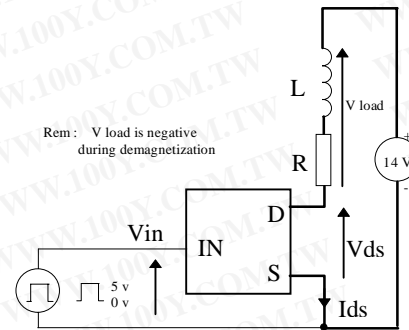 WWW.100Y.COM.TW
L
V load
Rem : V load is negative
during demagnetization
+
14 V
-
R
D
Vin
IN
Vds
S
5 v
0 v
Ids